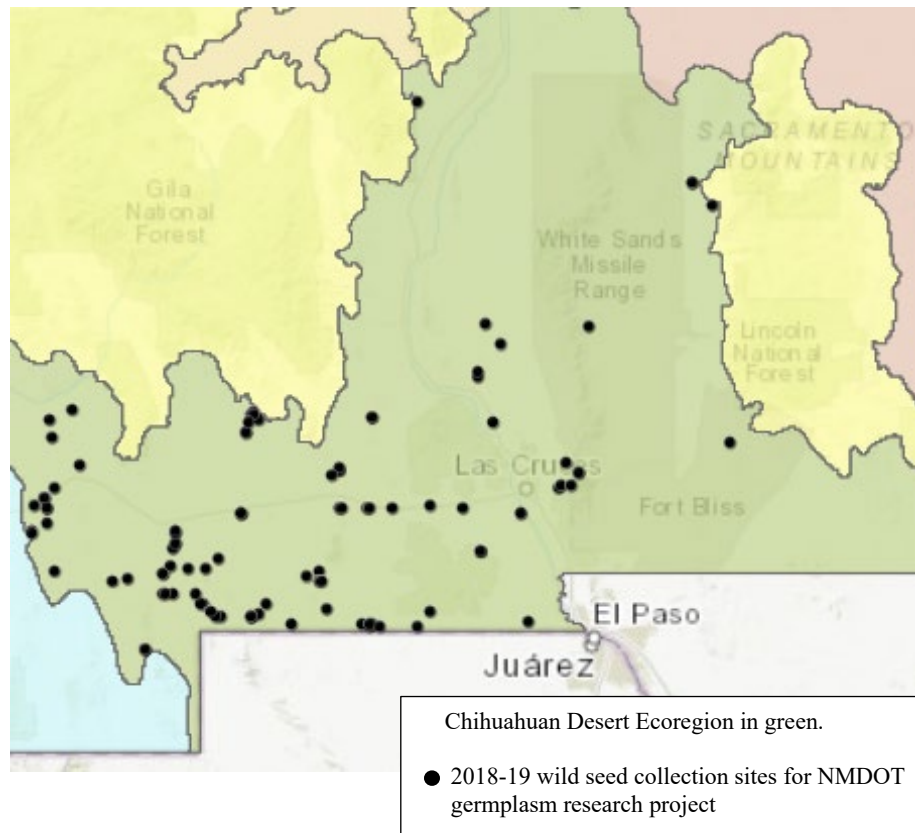 SACRAMENTO
MOUNTAINS
Gila
National
Forest
White Sands
Missile
Range
Lincoln
National
Forest
Las Cruces
Fort Bliss
El Paso
Juárez
Chihuahuan Desert Ecoregion in green.
2018-19 wild seed collection sites for NMDOT
germplasm research project